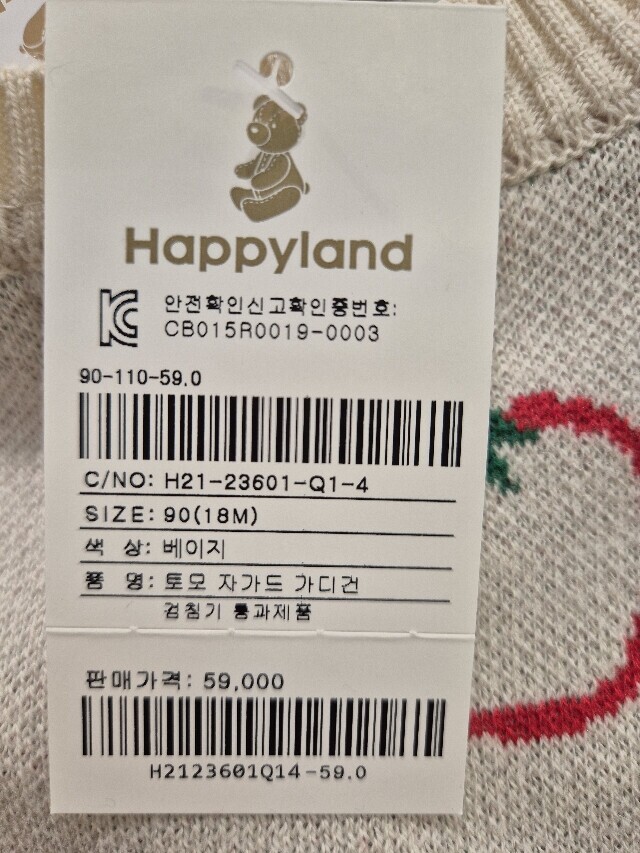 Happyland
안전확인신고확인증번호:
CB015R0019-0003
90-110-59.0
C/NO: H21-23601-Q1-4
SIZE: 90(18M)
색 상: 베이지
품 명: 토모 자가드 가디건
검침기 통과제품
판매가격: 59,000
H2123601Q14-59.0